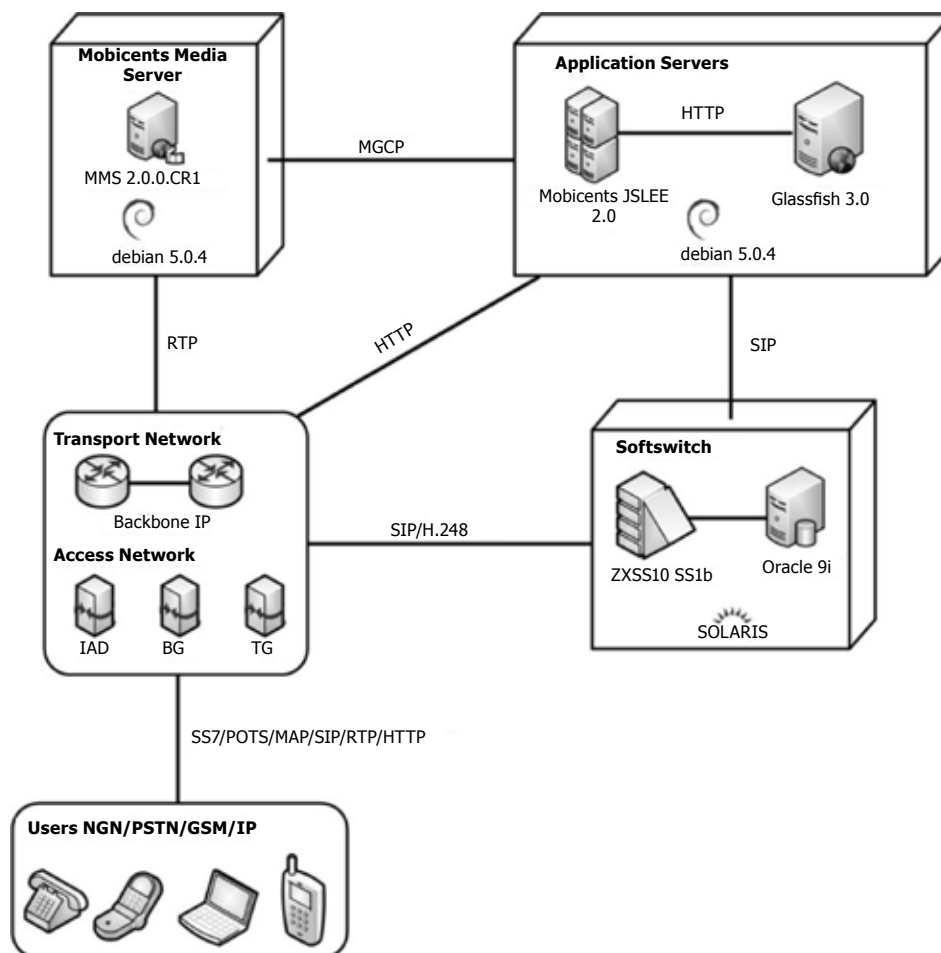 Mobicents Media
Server
MMS 2.0.0.CR1
debian 5.0.4
MGCP
Application Servers
HTTP
Mobicents JSLEE
2.0
Glassfish 3.0
debian 5.0.4
RTP
HTTP
SIP
Transport Network
Backbone IP
Access Network
IAD
BG
TG
SIP/H.248
Softswitch
ZXSS10 SS1b
Oracle 9i
SOLARIS
SS7/POTS/MAP/SIP/RTP/HTTP
Users NGN/PSTN/GSM/IP